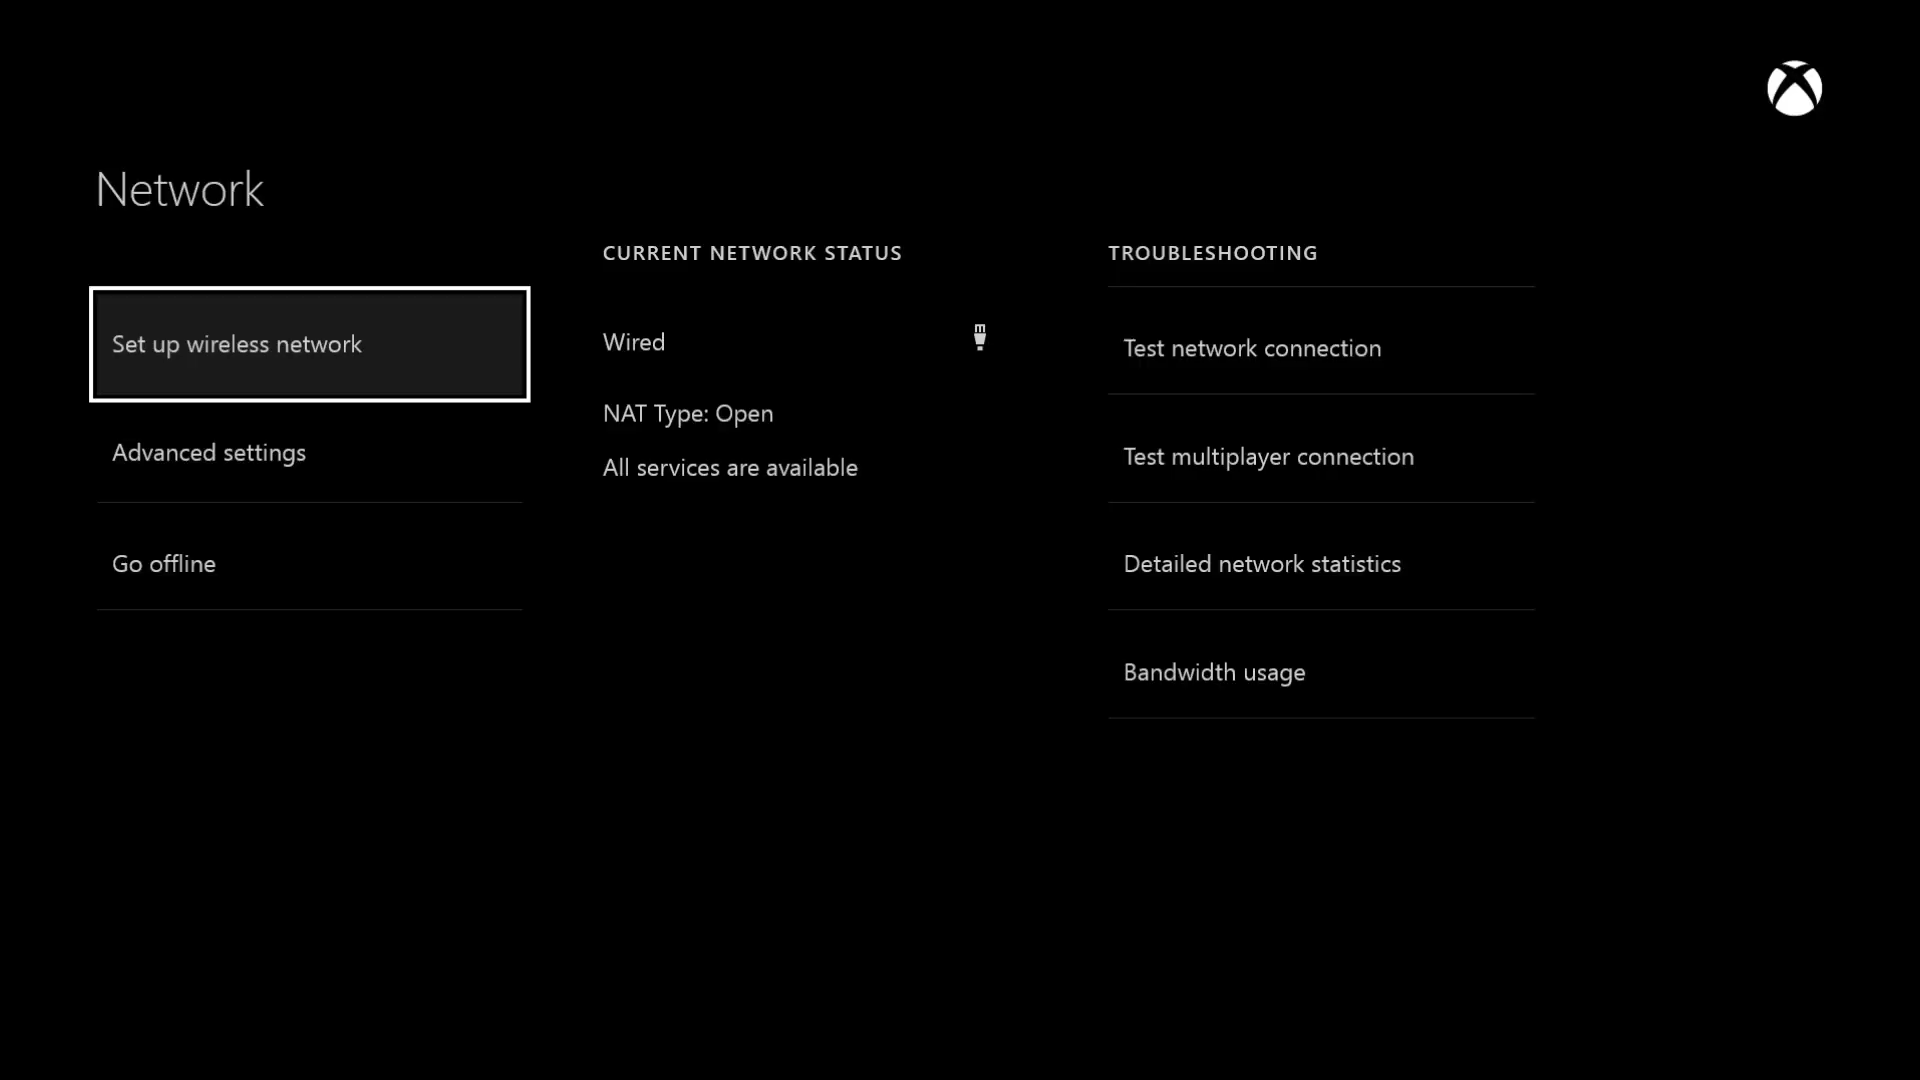 Network
Set up wireless network
Advanced settings
Go offline
CURRENT NETWORK STATUS
Wired
NAT Type: Open
All services are available
TROUBLESHOOTING
Test network connection
Test multiplayer connection
Detailed network statistics
Bandwidth usage